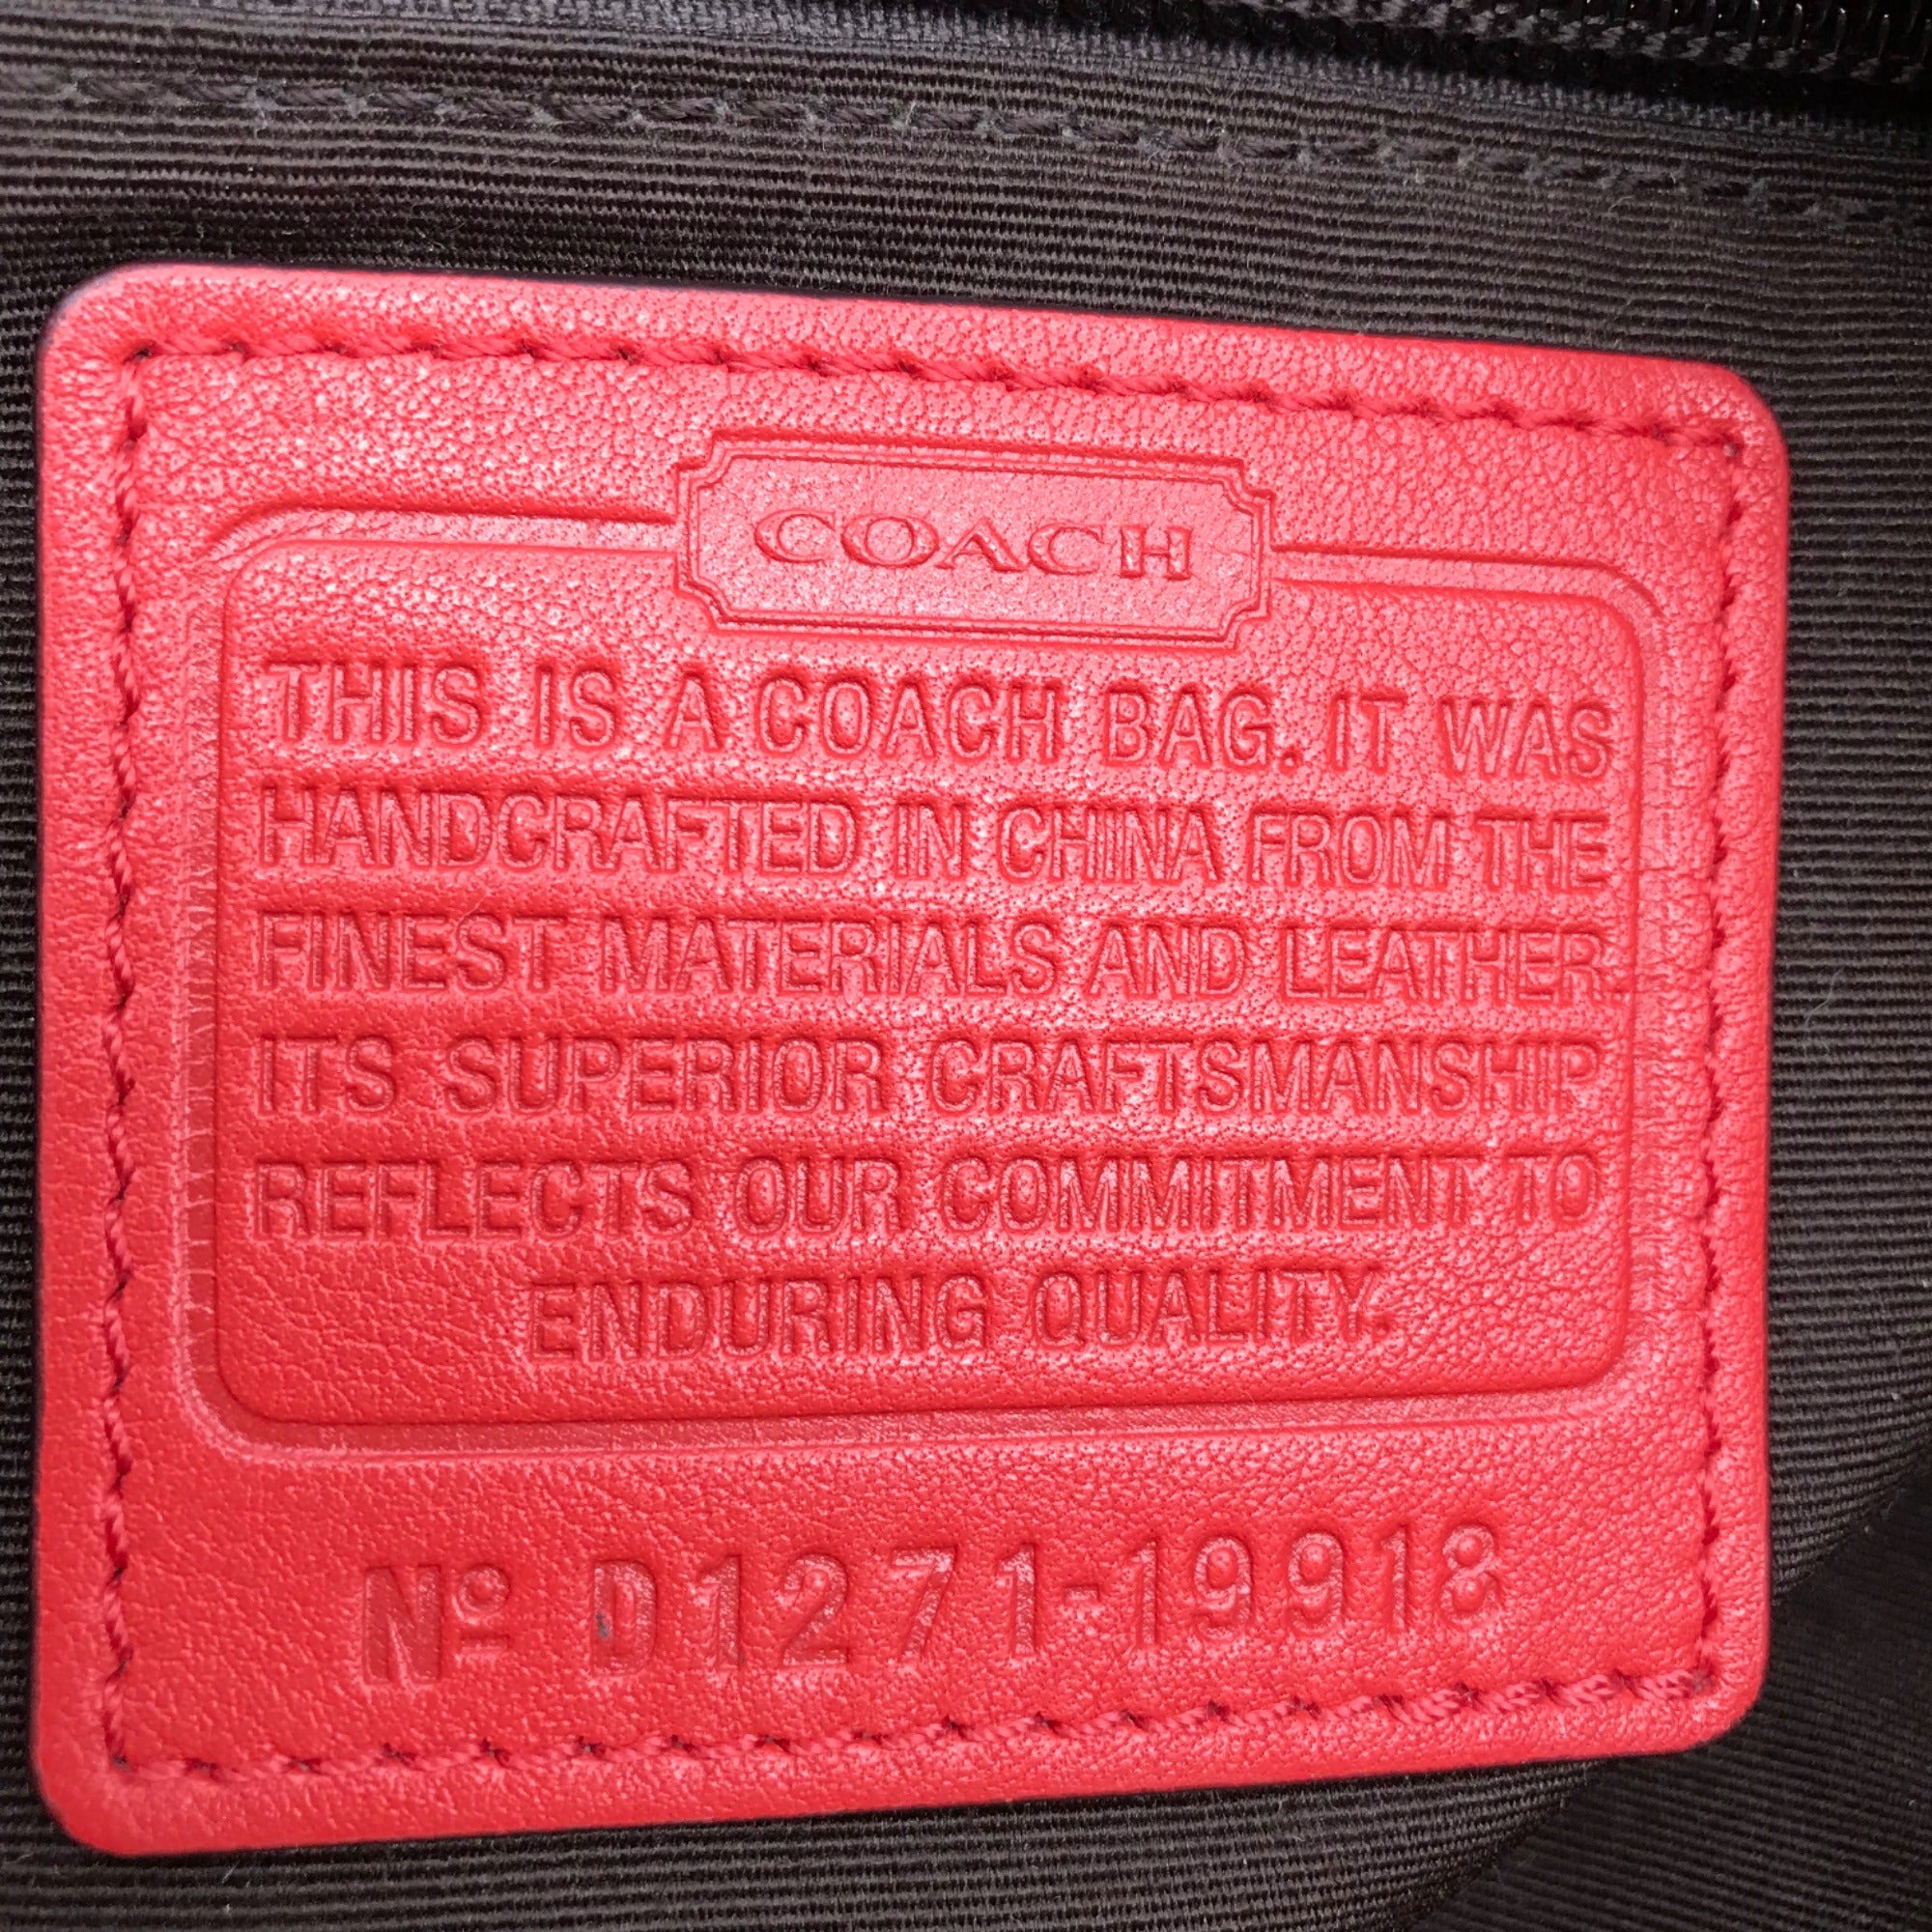 COACH
THIS IS A COACH BAG. IT WAS
HANDCRAFTED IN CHINA FROM THE
FINEST MATERIALS AND LEATHER.
ITS SUPERIOR CRAFTSMANSHIP
REFLECTS OUR COMMITMENT TO
ENDURING QUALITY.
Nº D1271-19918